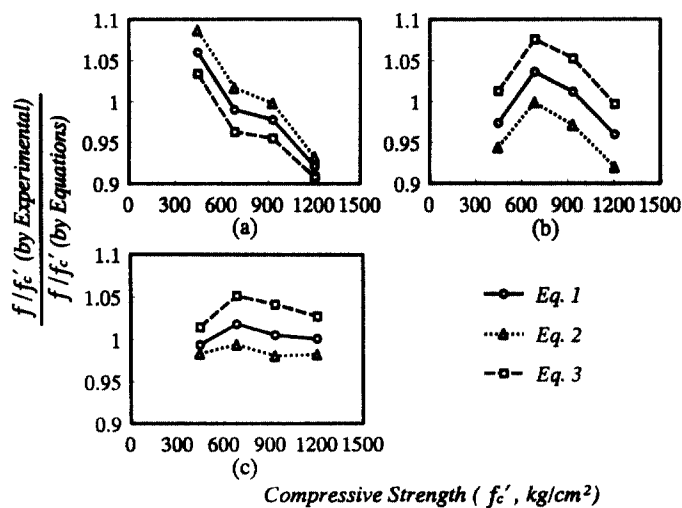 f / fc′ (by Experimental)
f / fc′ (by Equations)
1.1
1.05
1
0.95
0.9
0 300 600 900 1200 1500
(a)
1.1
1.05
1
0.95
0.9
0 300 600 900 1200 1500
(b)
1.1
1.05
1
0.95
0.9
0 300 600 900 1200 1500
(c)
Eq. 1
Eq. 2
Eq. 3
Compressive Strength ( fc′ , kg/cm²)